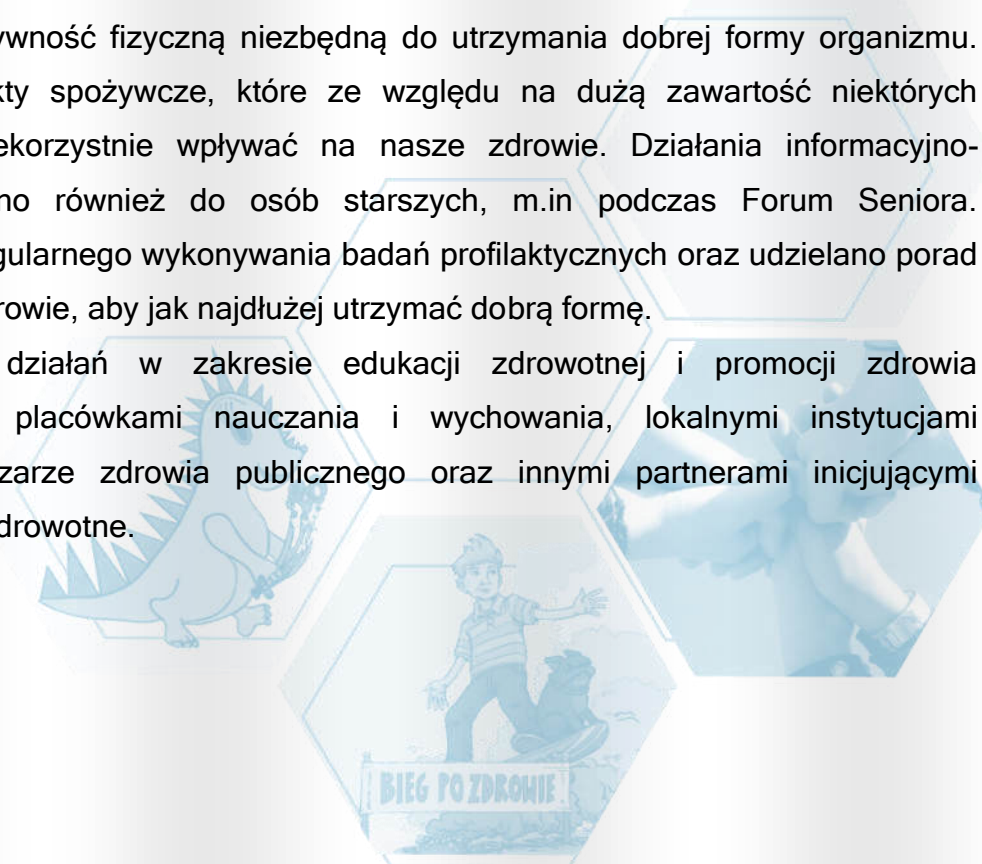 ywność fizyczną niezbędną do utrzymania dobrej formy organizmu.
kty spożywcze, które ze względu na dużą zawartość niektórych
ekorzystnie wpływać na nasze zdrowie. Działania informacyjno-
no również do osób starszych, m.in podczas Forum Seniora.
gularnego wykonywania badań profilaktycznych oraz udzielano porad
rowie, aby jak najdłużej utrzymać dobrą formę.
działań w zakresie edukacji zdrowotnej i promocji zdrowia
placówkami nauczania i wychowania, lokalnymi instytucjami
zarze zdrowia publicznego oraz innymi partnerami inicjującymi
drowotne.
BIEG PO ZDROWIE